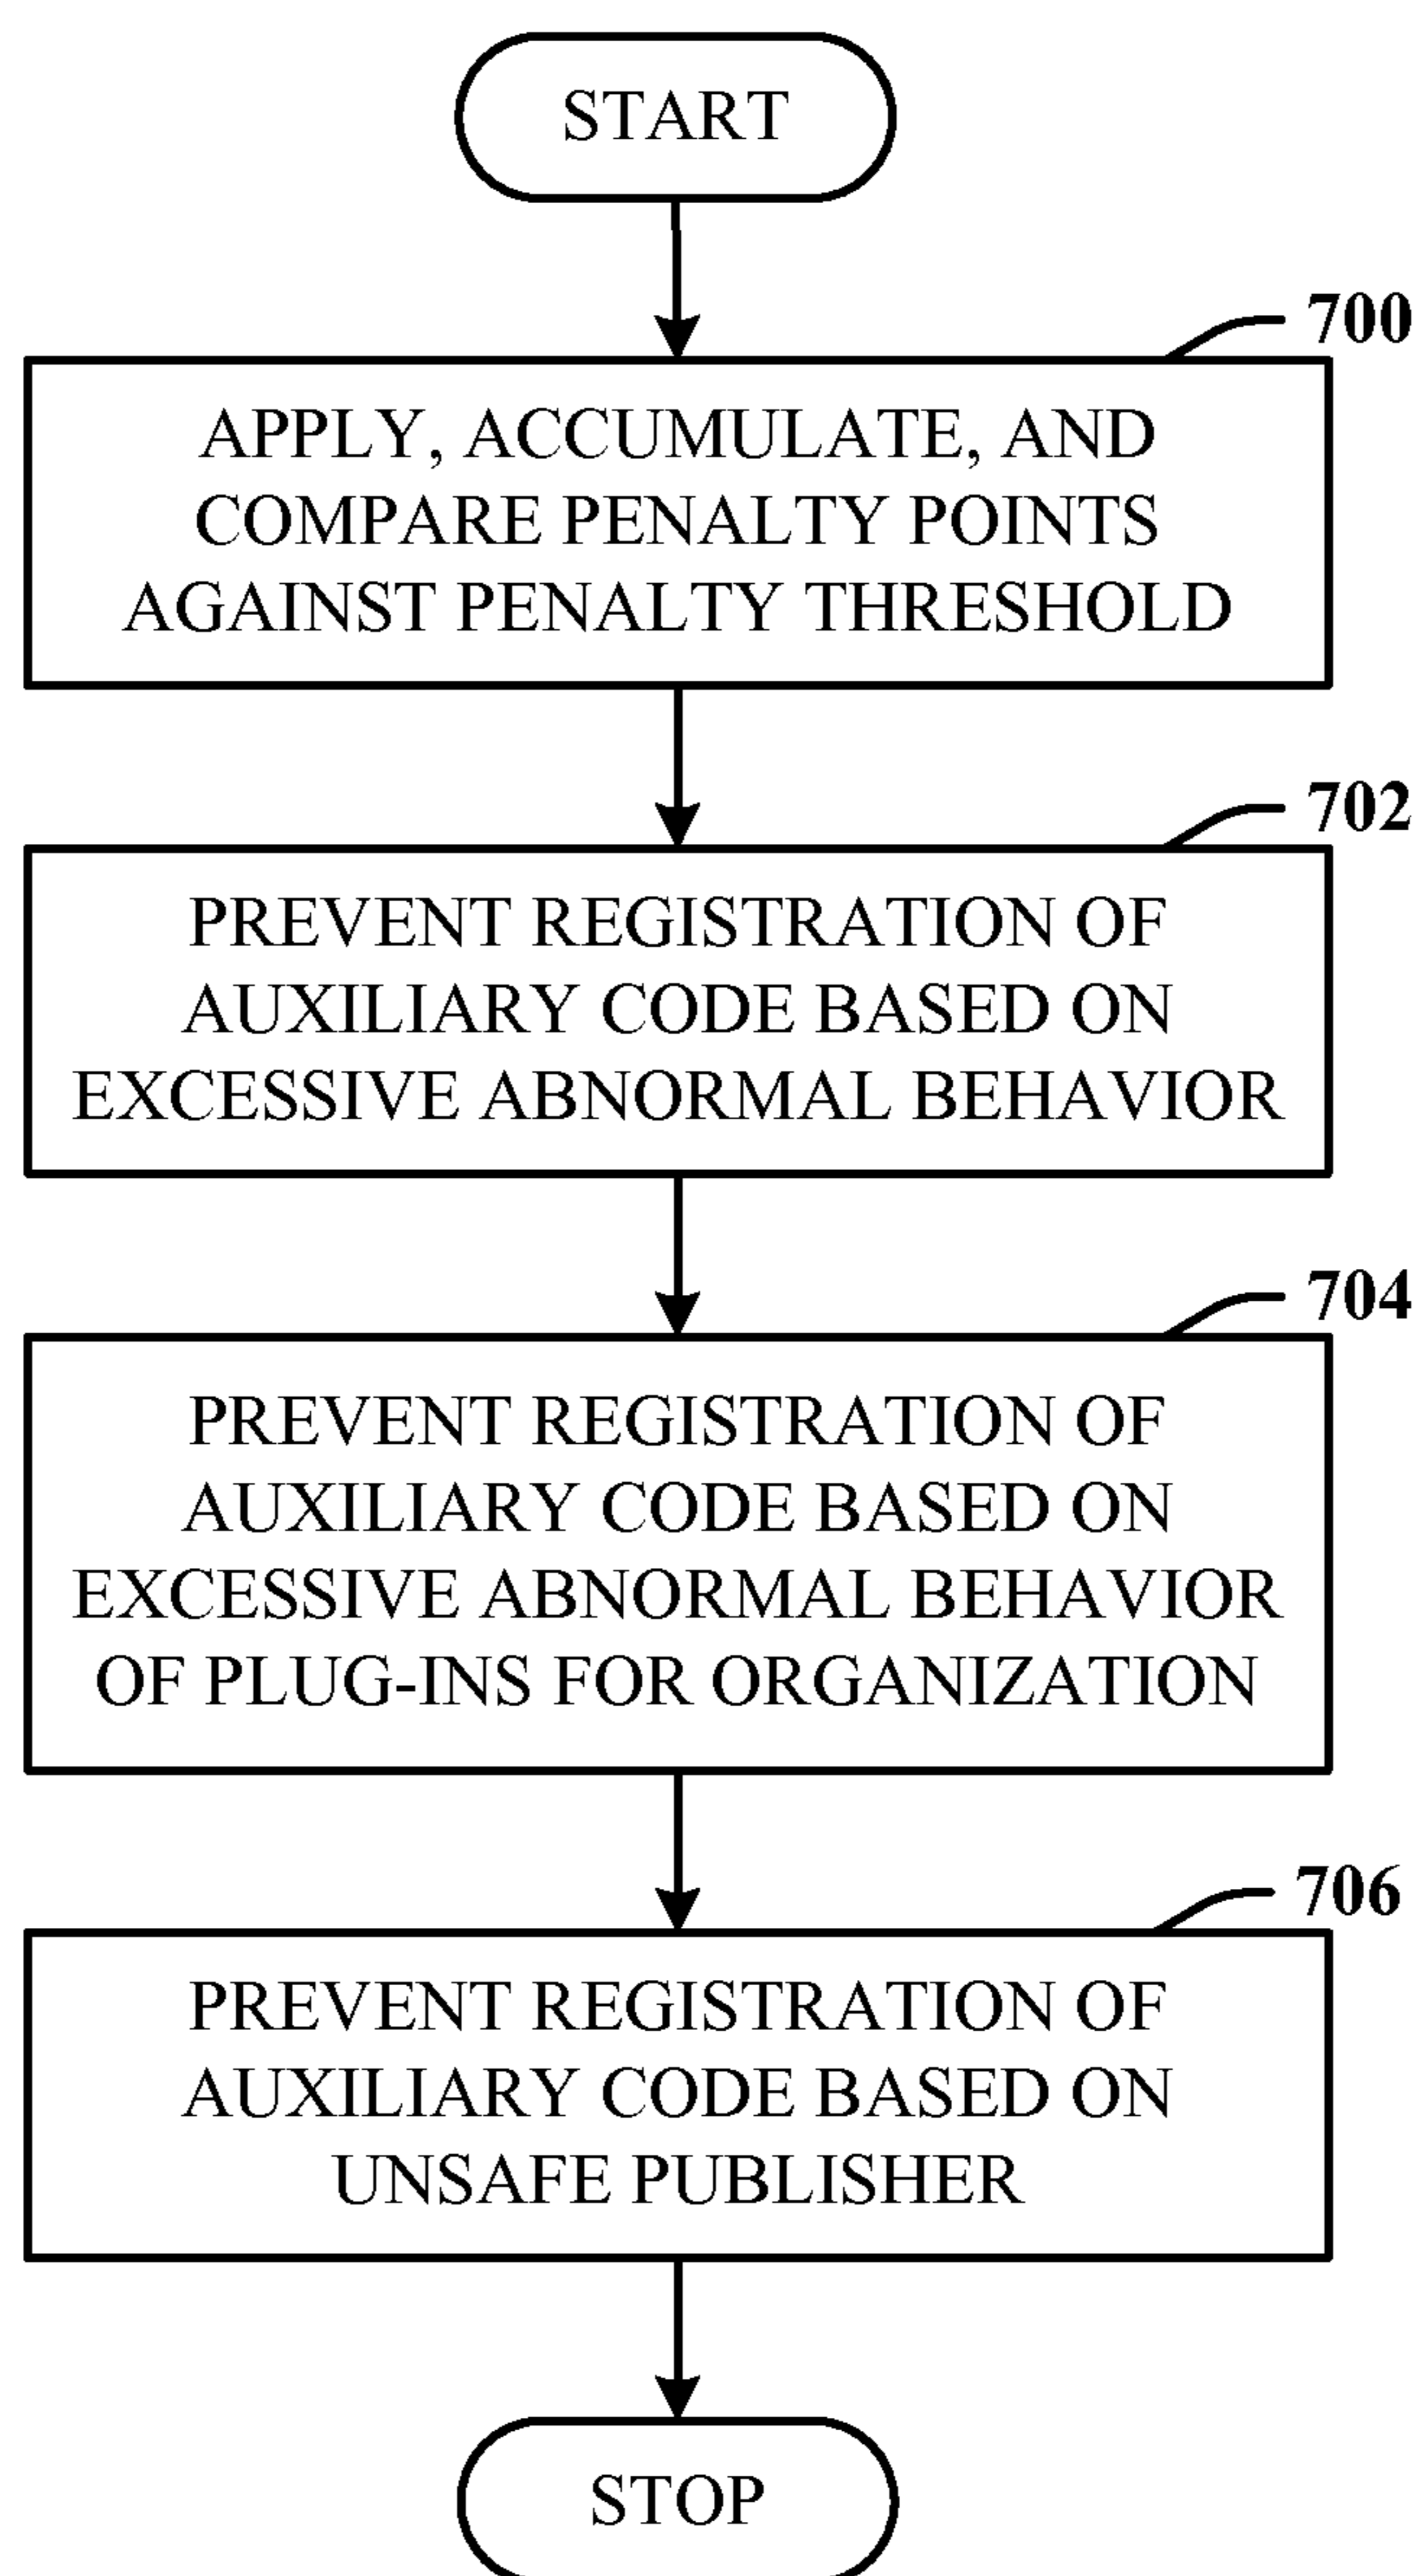 START
700
APPLY, ACCUMULATE, AND
COMPARE PENALTY POINTS
AGAINST PENALTY THRESHOLD
702
PREVENT REGISTRATION OF
AUXILIARY CODE BASED ON
EXCESSIVE ABNORMAL BEHAVIOR
704
PREVENT REGISTRATION OF
AUXILIARY CODE BASED ON
EXCESSIVE ABNORMAL BEHAVIOR
OF PLUG-INS FOR ORGANIZATION
706
PREVENT REGISTRATION OF
AUXILIARY CODE BASED ON
UNSAFE PUBLISHER
STOP